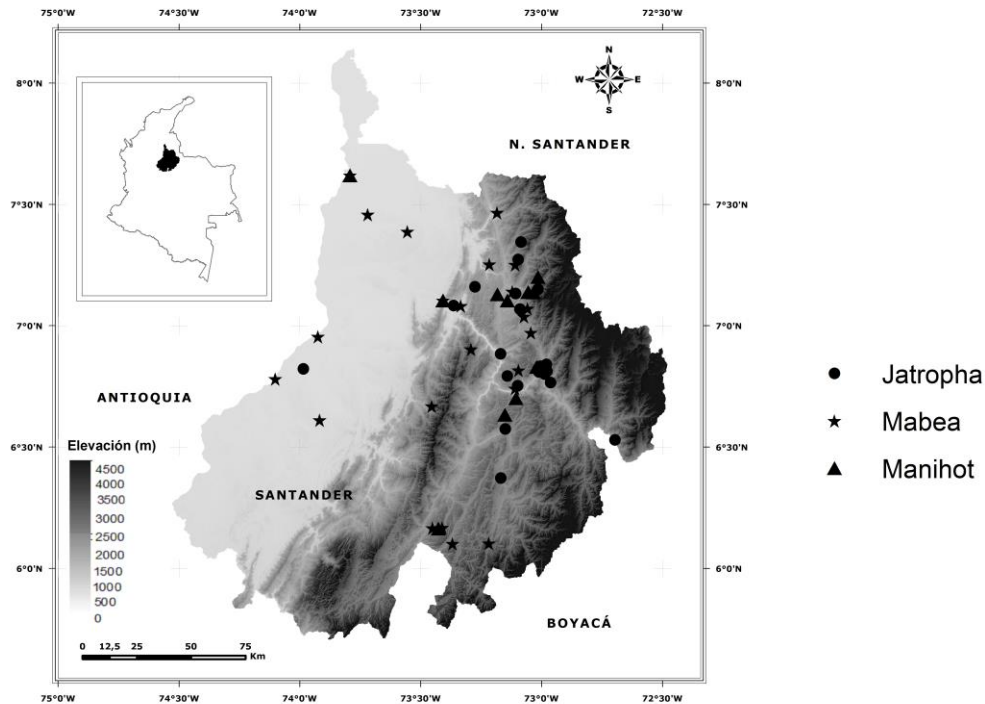 75°0'W 74°30'W 74°0'W 73°30'W 73°0'W 72°30'W
8°0'N 8°0'N
N
W E
S
N. SANTANDER
7°30'N 7°30'N
7°0'N 7°0'N
ANTIOQUIA
Jatropha
Mabea
Manihot
6°30'N 6°30'N
Elevación (m)
4500
4000
3500
3000
2500
2000
1500
1000
500
0
SANTANDER
6°0'N 6°0'N
BOYACÁ
0 12,5 25 50 75
Km
75°0'W 74°30'W 74°0'W 73°30'W 73°0'W 72°30'W